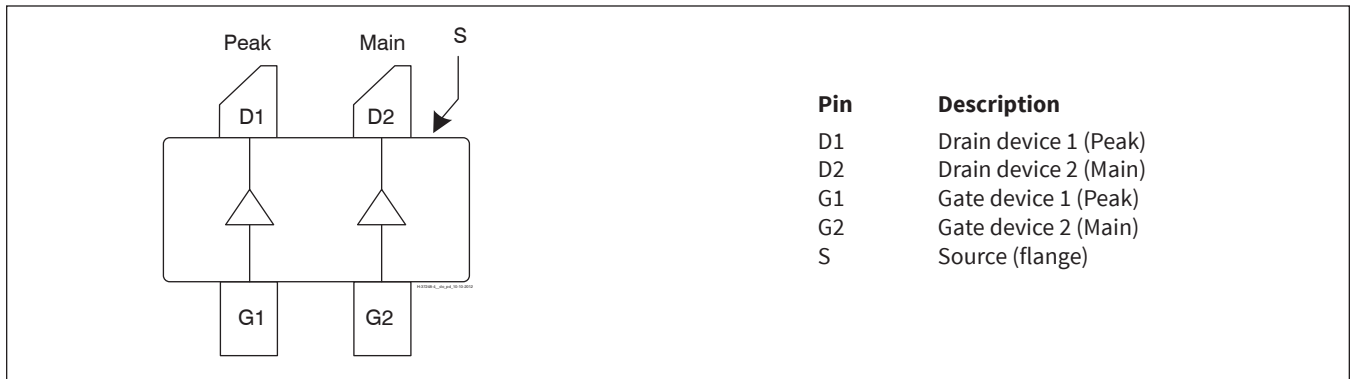 Peak Main S
D1 D2
G1 G2
Pin Description
D1 Drain device 1 (Peak)
D2 Drain device 2 (Main)
G1 Gate device 1 (Peak)
G2 Gate device 2 (Main)
S Source (flange)